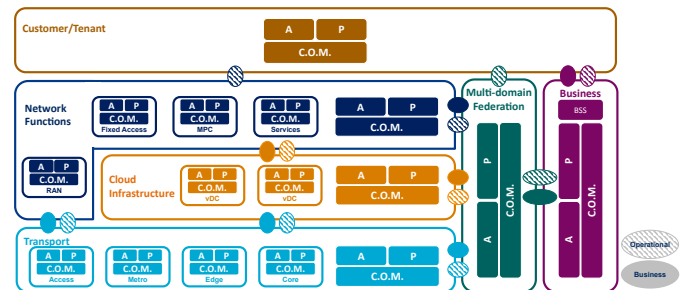 Customer/Tenant
A P
C.O.M.
Network
Functions
A P
C.O.M.
Fixed Access
A P
C.O.M.
MPC
A P
C.O.M.
Services
A P
C.O.M.
A P
C.O.M.
RAN
Cloud
Infrastructure
A P
C.O.M.
vDC
A P
C.O.M.
vDC
A P
C.O.M.
Transport
A P
C.O.M.
Access
A P
C.O.M.
Metro
A P
C.O.M.
Edge
A P
C.O.M.
Core
A P
C.O.M.
Multi-domain
Federation
P
A
C.O.M.
Business
BSS
P
A
C.O.M.
Operational
Business